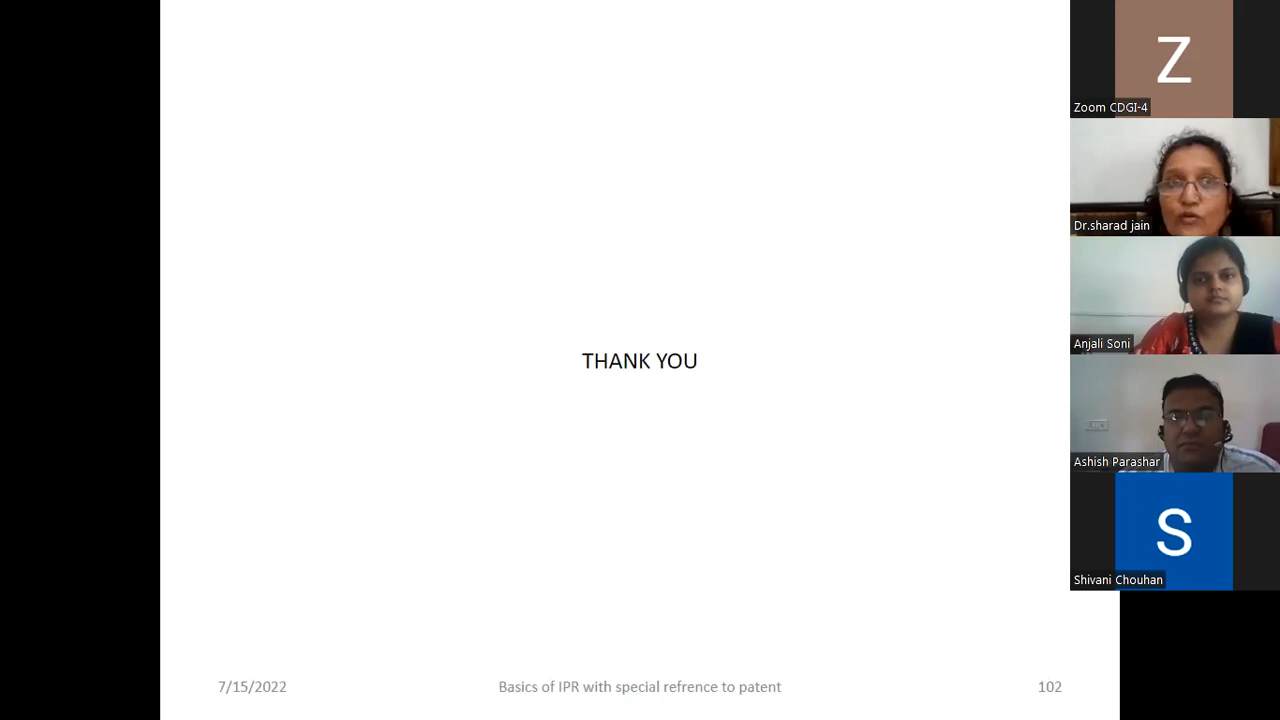 THANK YOU
7/15/2022
Basics of IPR with special refrence to patent
102
Z
Zoom CDGI-4
Dr.sharad jain
Anjali Soni
Ashish Parashar
S
Shivani Chouhan